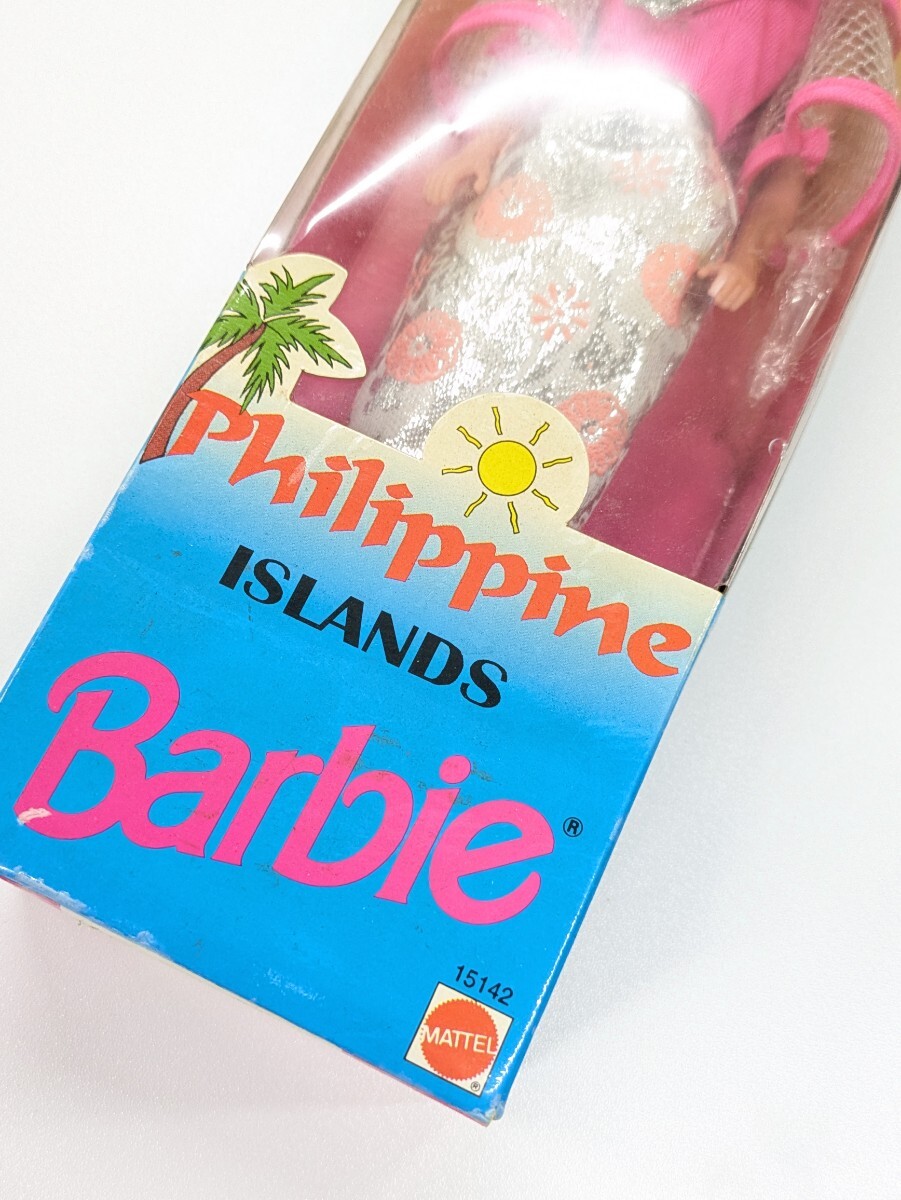 Philippine
ISLANDS
Barbie®
15142
MATTEL
®